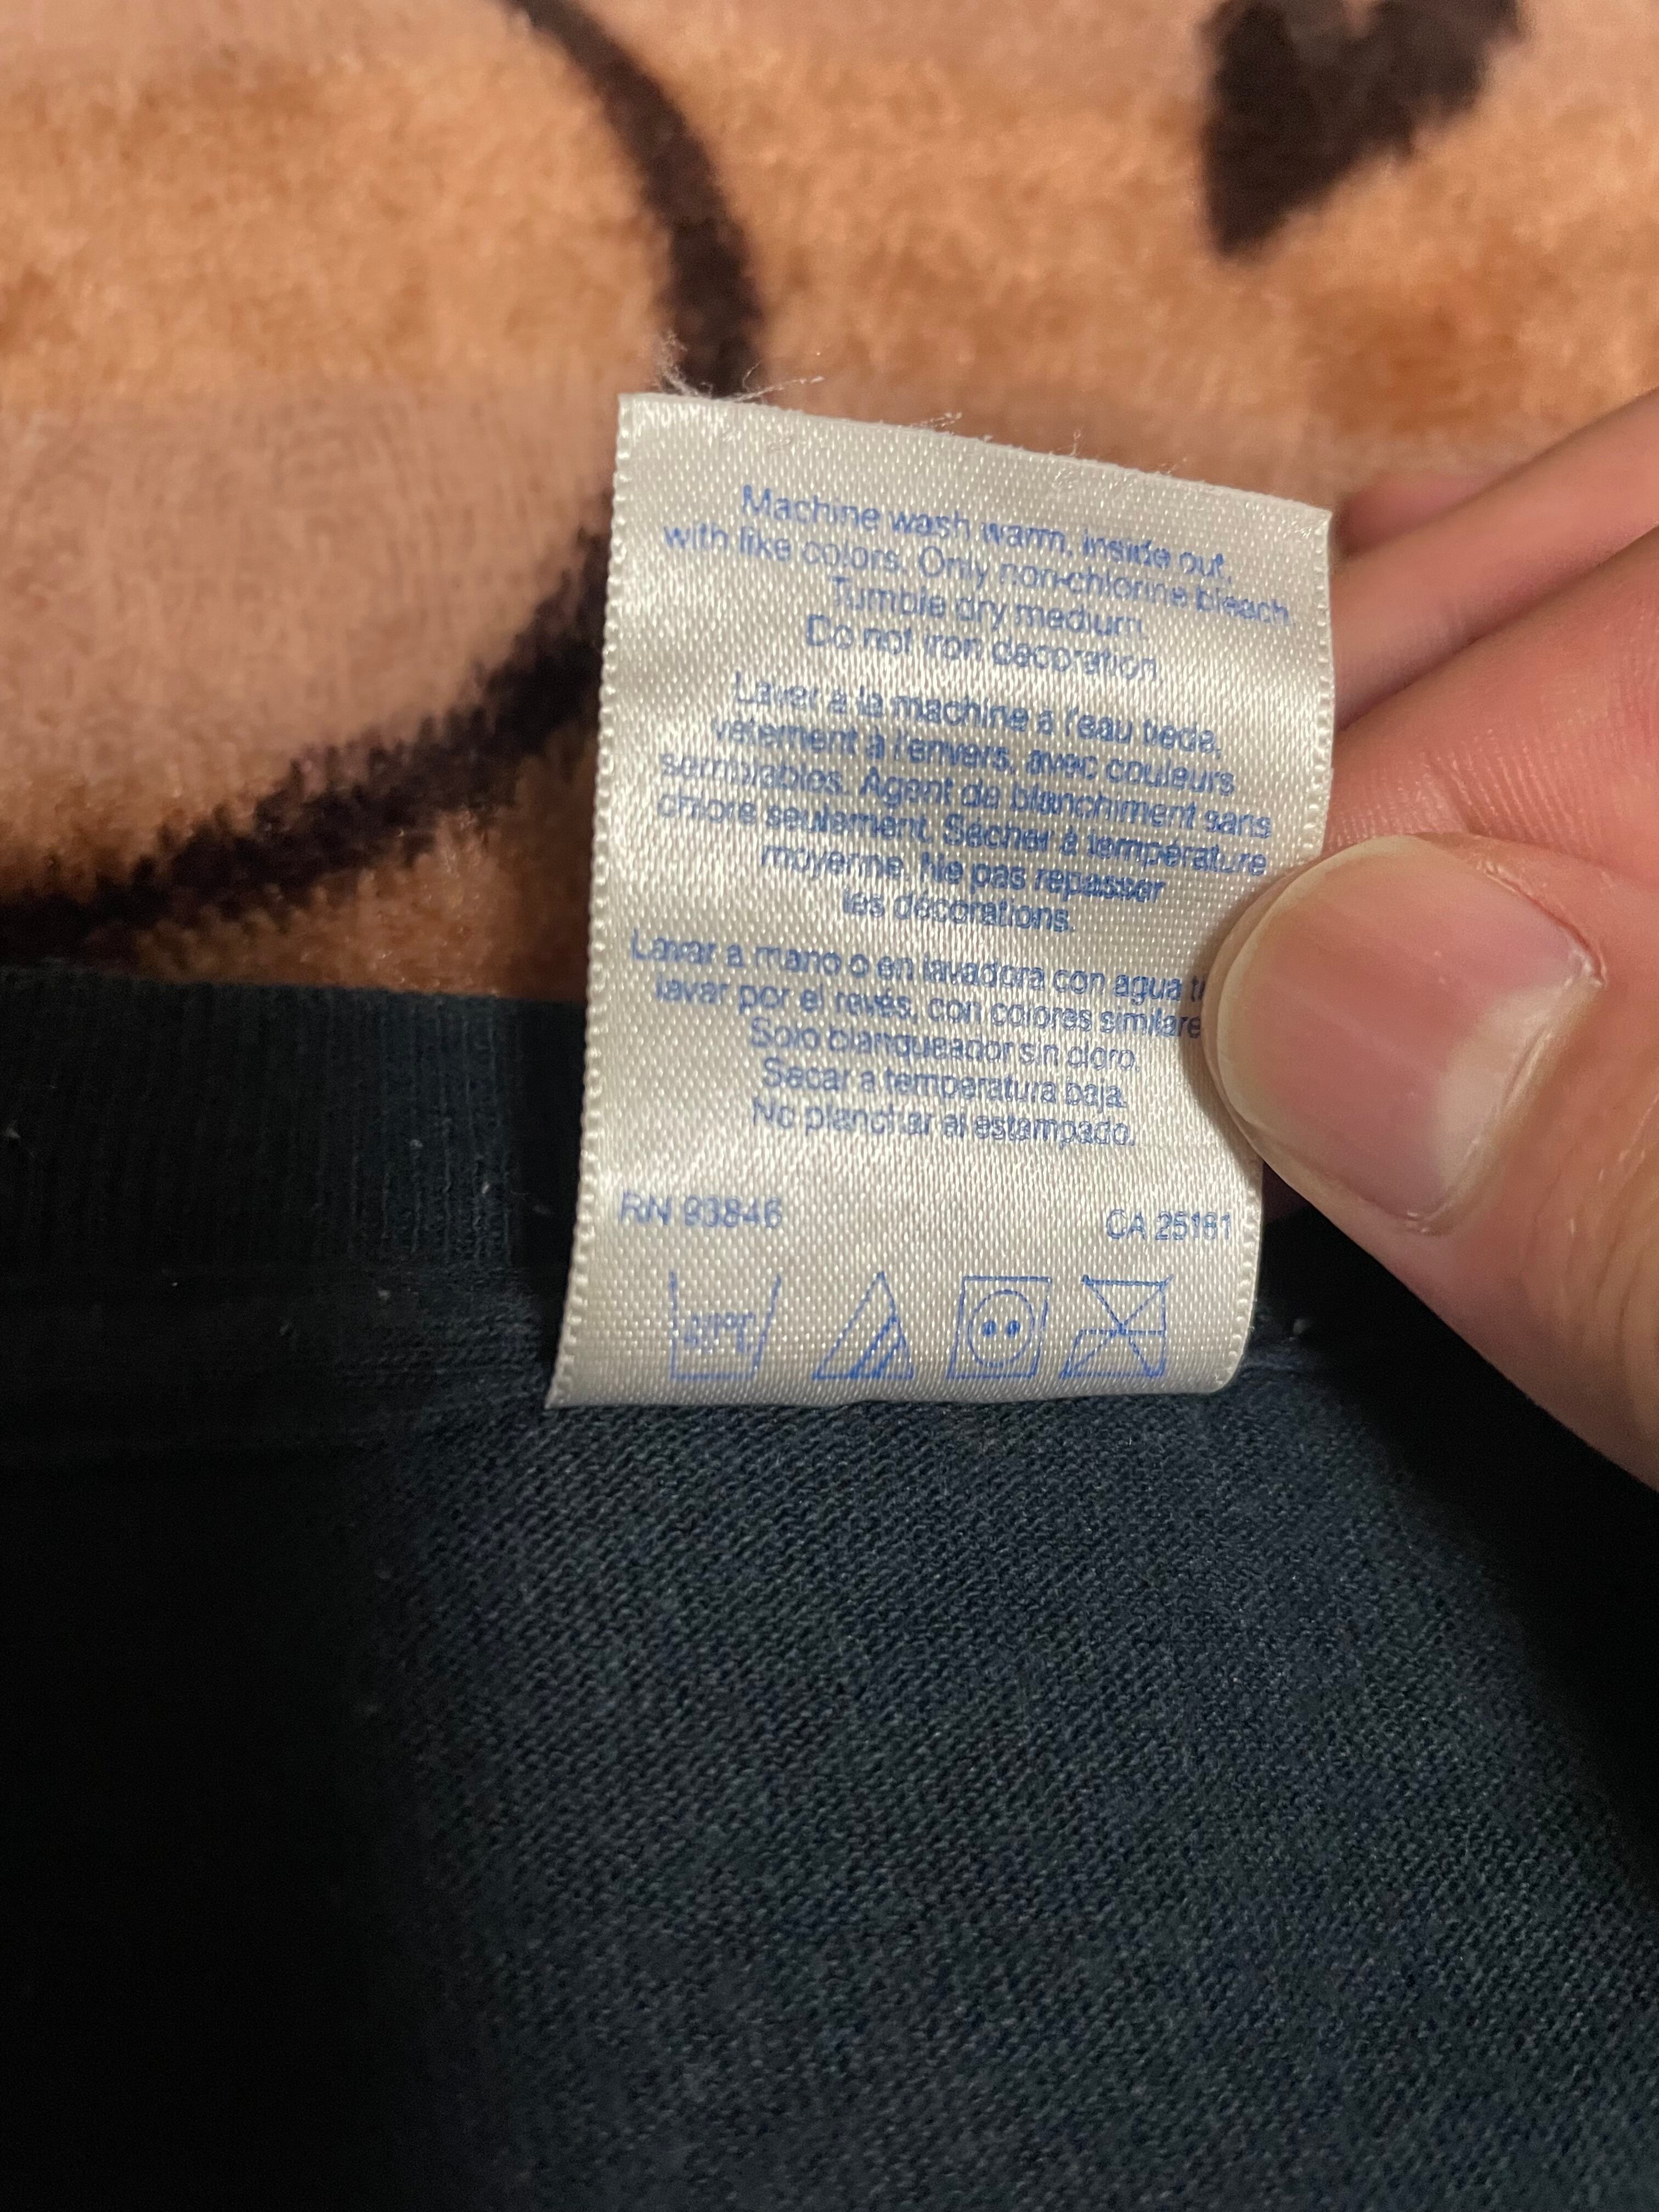 Machine wash warm, inside out,
with like colors. Only non-chlorine bleach.
Tumble dry medium.
Do not iron decoration.
Laver à la machine à l'eau tiède,
vêtement à l'envers, avec couleurs
semblables. Agent de blanchiment sans
chlore seulement. Sécher à température
moyenne. Ne pas repasser
les décorations.
Lavar a mano o en lavadora con agua
lavar por el revés, con colores similare
Solo blanqueador sin cloro.
Secar a temperatura baja.
No planchar el estampado.
RN 93846 CA 25161
40°C